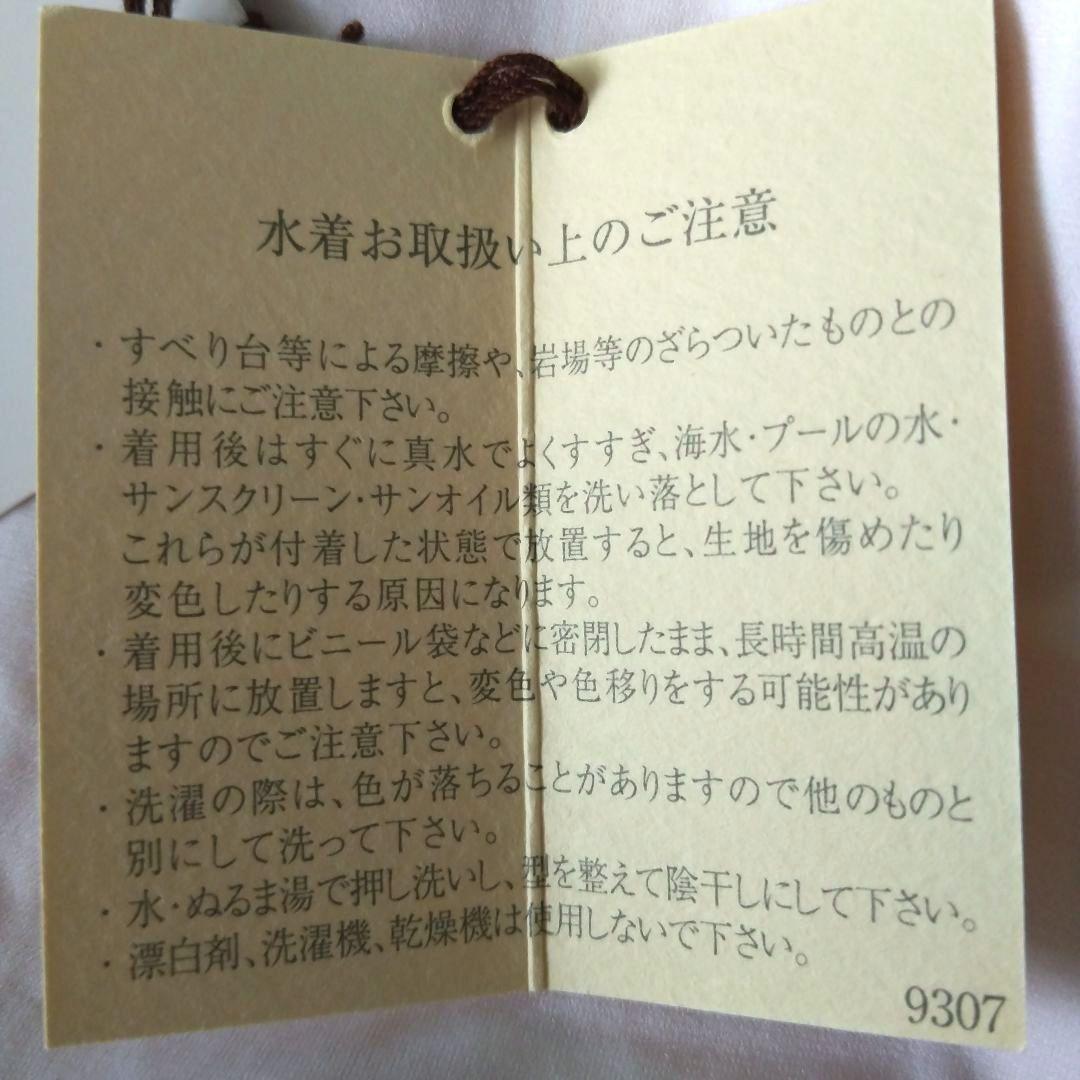 水着お取扱い上のご注意
・すべり台等による摩擦や、岩場等のざらついたものとの
接触にご注意下さい。
・着用後はすぐに真水でよくすすぎ、海水・プールの水・
サンスクリーン・サンオイル類を洗い落として下さい。
これらが付着した状態で放置すると、生地を傷めたり
変色したりする原因になります。
・着用後にビニール袋などに密閉したまま、長時間高温の
場所に放置しますと、変色や色移りをする可能性があり
ますのでご注意下さい。
・洗濯の際は、色が落ちることがありますので他のものと
別にして洗って下さい。
・水・ぬるま湯で押し洗いし、型を整えて陰干しにして下さい。
・漂白剤、洗濯機、乾燥機は使用しないで下さい。
9307